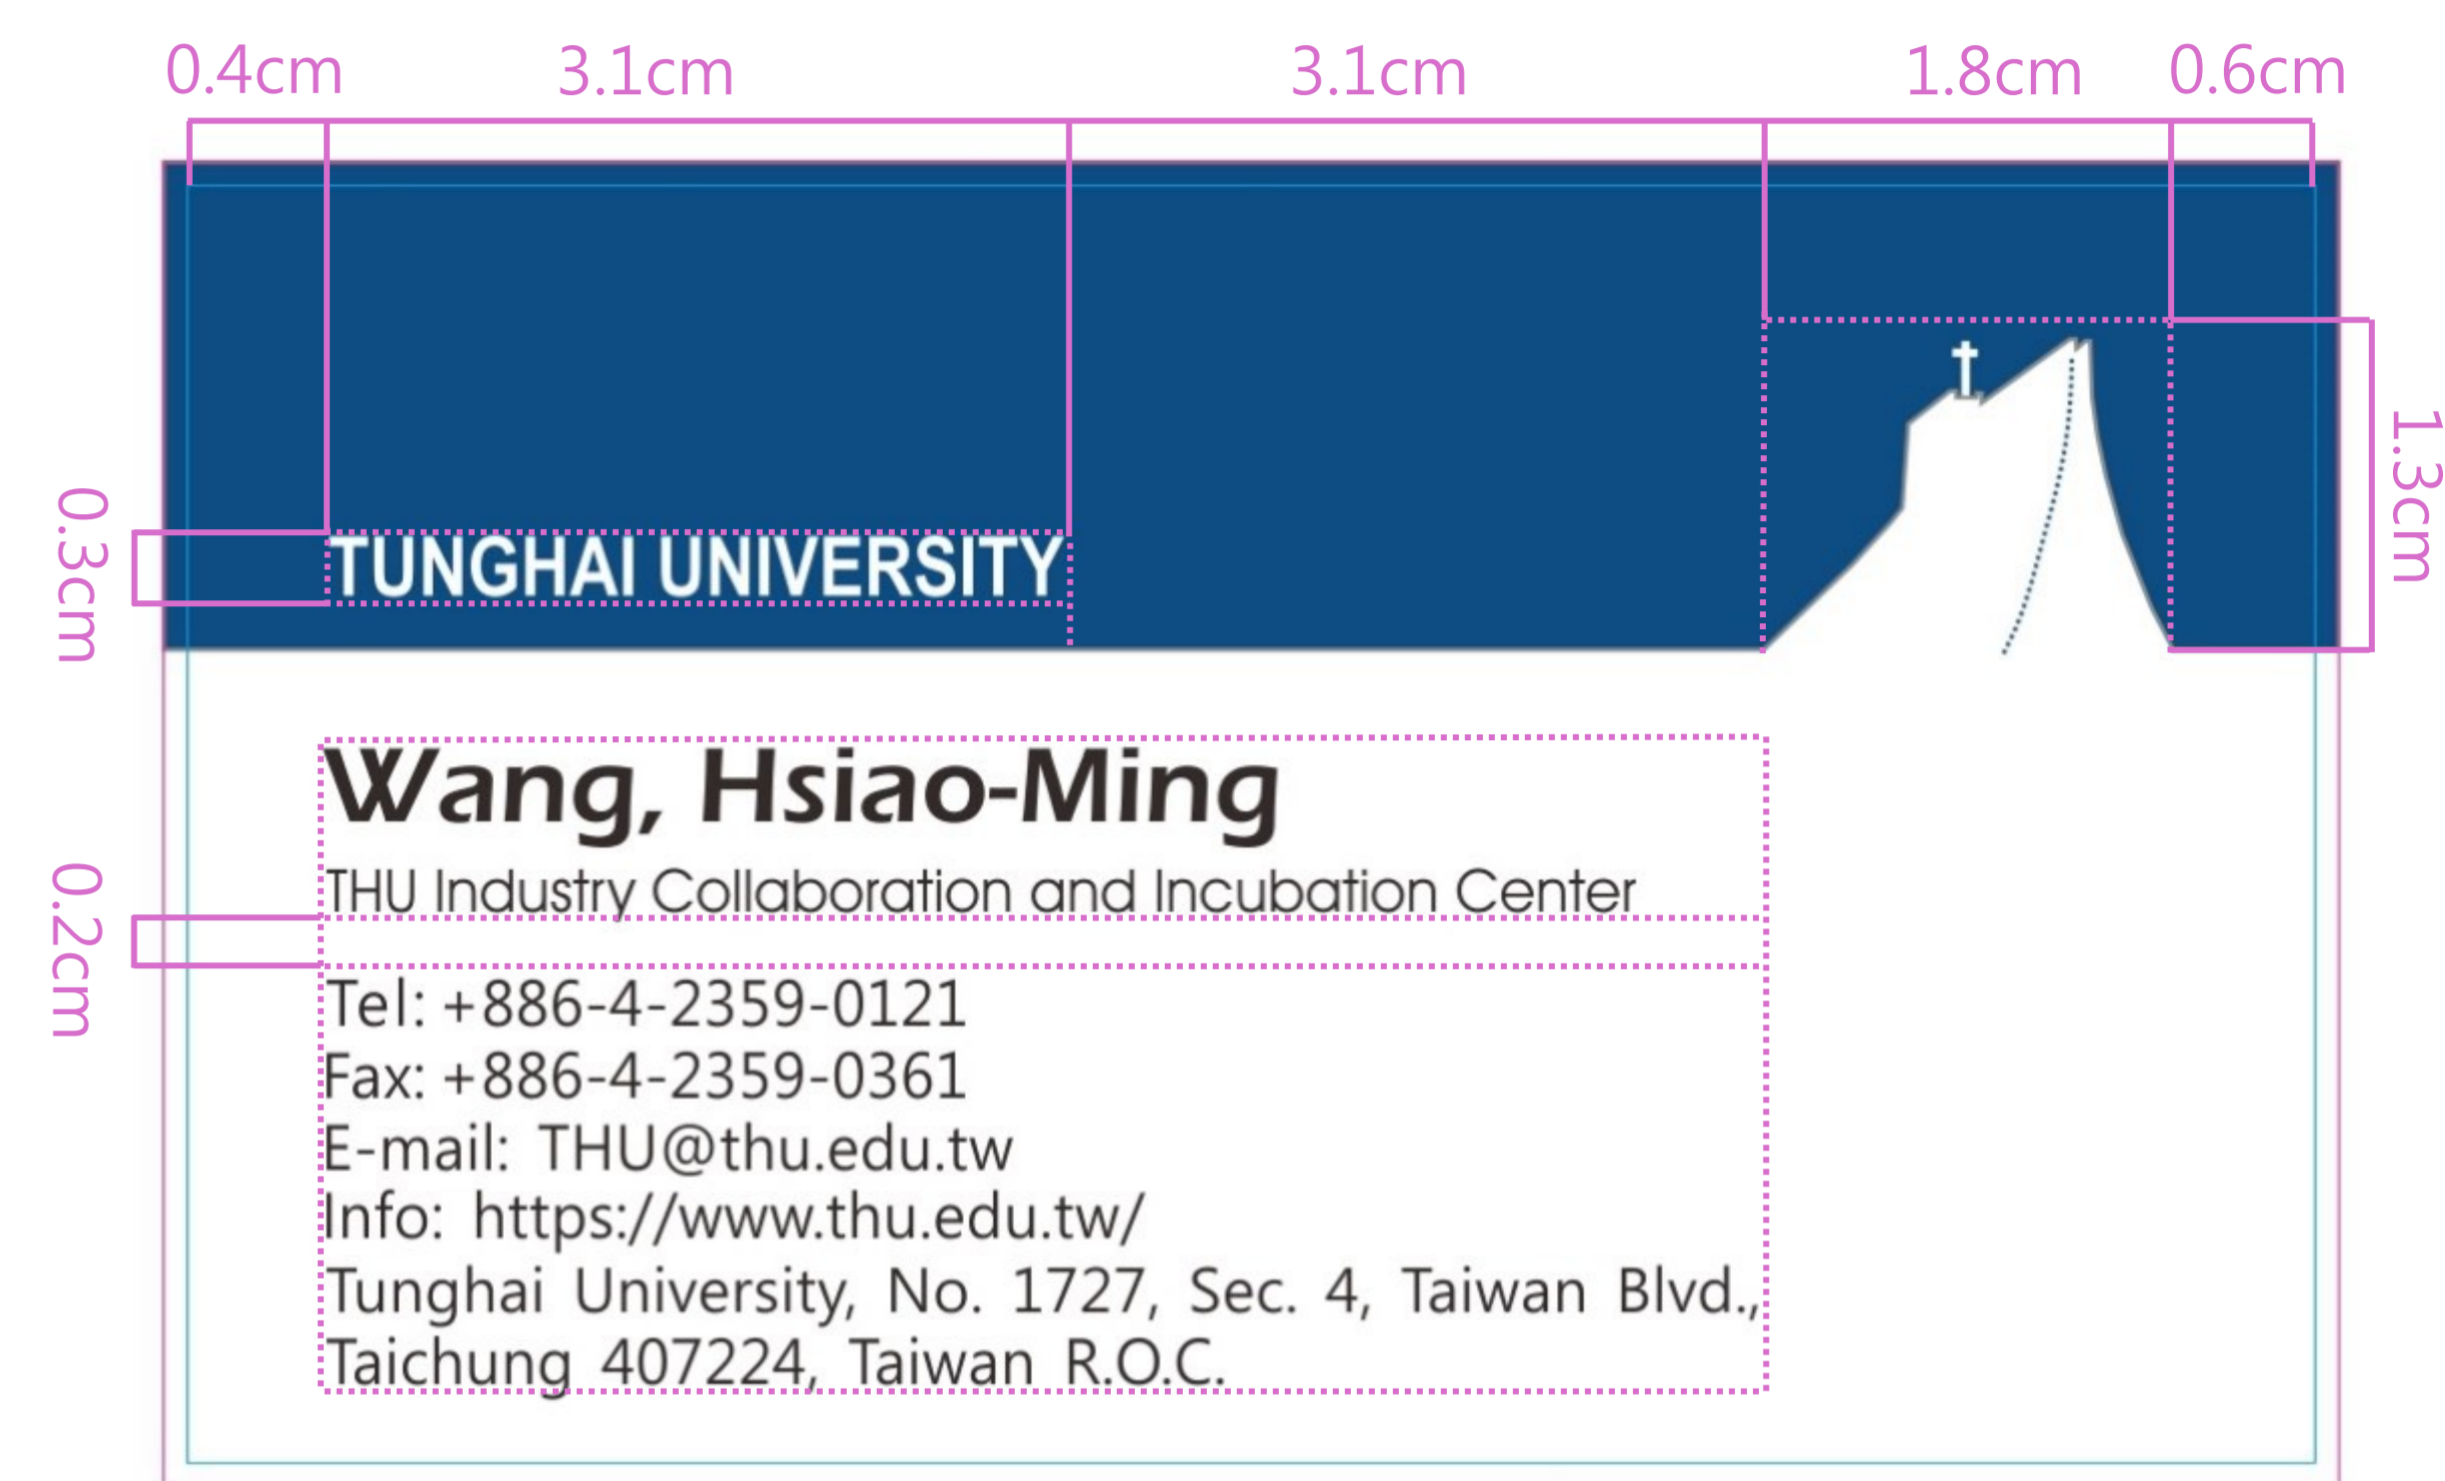 0.4cm 3.1cm 3.1cm 1.8cm 0.6cm
1.3cm
0.3cm
TUNGHAI UNIVERSITY
Wang, Hsiao-Ming
THU Industry Collaboration and Incubation Center
0.2cm
Tel: +886-4-2359-0121
Fax: +886-4-2359-0361
E-mail: THU@thu.edu.tw
Info: https://www.thu.edu.tw/
Tunghai University, No. 1727, Sec. 4, Taiwan Blvd.,
Taichung 407224, Taiwan R.O.C.